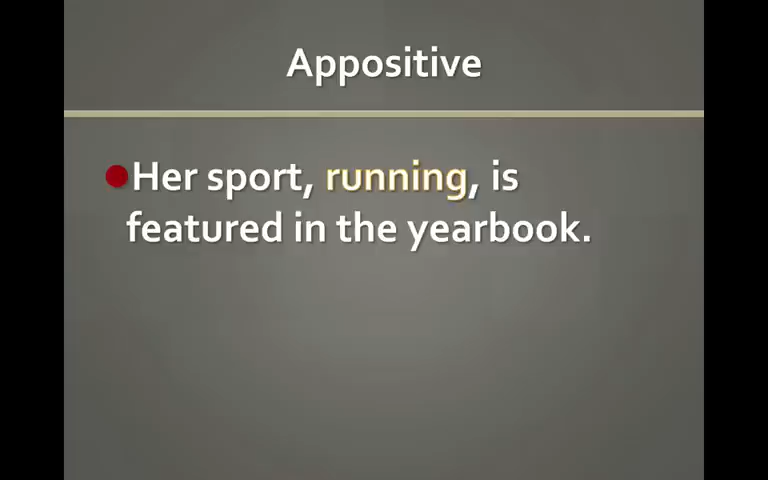 Appositive
Her sport, running, is
featured in the yearbook.